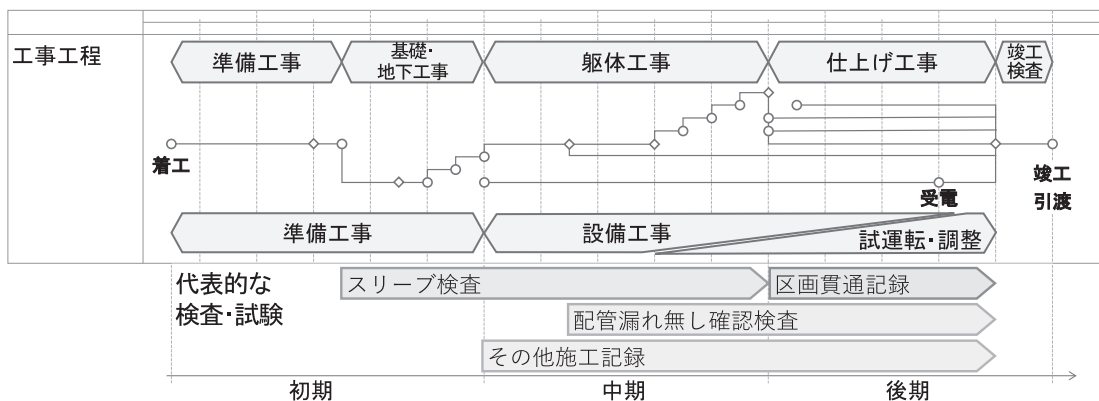 工事工程
準備工事
基礎・
地下工事
躯体工事
仕上げ工事
竣工
検査
着工
受電
竣工
引渡
準備工事
設備工事
試運転・調整
代表的な
検査・試験
スリーブ検査
区画貫通記録
配管漏れ無し確認検査
その他施工記録
初期
中期
後期